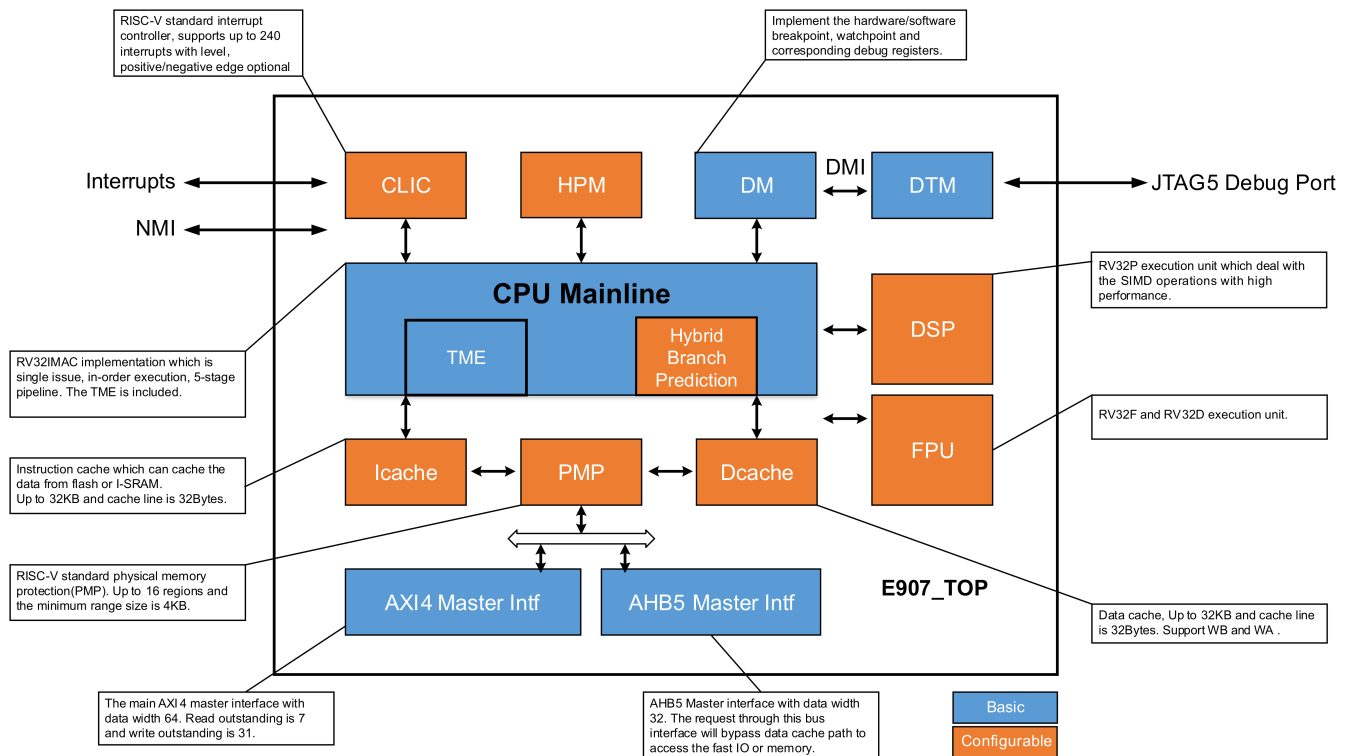 RISC-V standard interrupt
controller, supports up to 240
interrupts with level,
positive/negative edge optional
Implement the hardware/software
breakpoint, watchpoint and
corresponding debug registers.
Interrupts
NMI
CLIC
HPM
DM
DMI
DTM
JTAG5 Debug Port
CPU Mainline
TME
Hybrid
Branch
Prediction
DSP
FPU
RV32P execution unit which deal with
the SIMD operations with high
performance.
RV32IMAC implementation which is
single issue, in-order execution, 5-stage
pipeline. The TME is included.
RV32F and RV32D execution unit.
Icache
PMP
Dcache
Instruction cache which can cache the
data from flash or I-SRAM.
Up to 32KB and cache line is 32Bytes.
RISC-V standard physical memory
protection(PMP). Up to 16 regions and
the minimum range size is 4KB.
AXI4 Master Intf
AHB5 Master Intf
E907_TOP
Data cache, Up to 32KB and cache line
is 32Bytes. Support WB and WA .
The main AXI4 master interface with
data width 64. Read outstanding is 7
and write outstanding is 31.
AHB5 Master interface with data width
32. The request through this bus
interface will bypass data cache path to
access the fast IO or memory.
Basic
Configurable